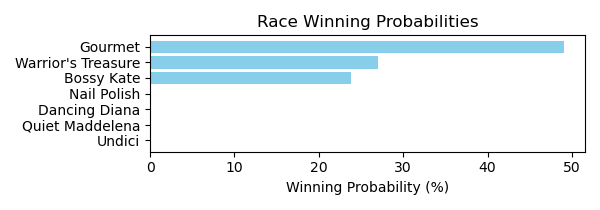 Race Winning Probabilities
Gourmet
Warrior's Treasure
Bossy Kate
Nail Polish
Dancing Diana
Quiet Maddelena
Undici
0 10 20 30 40 50
Winning Probability (%)